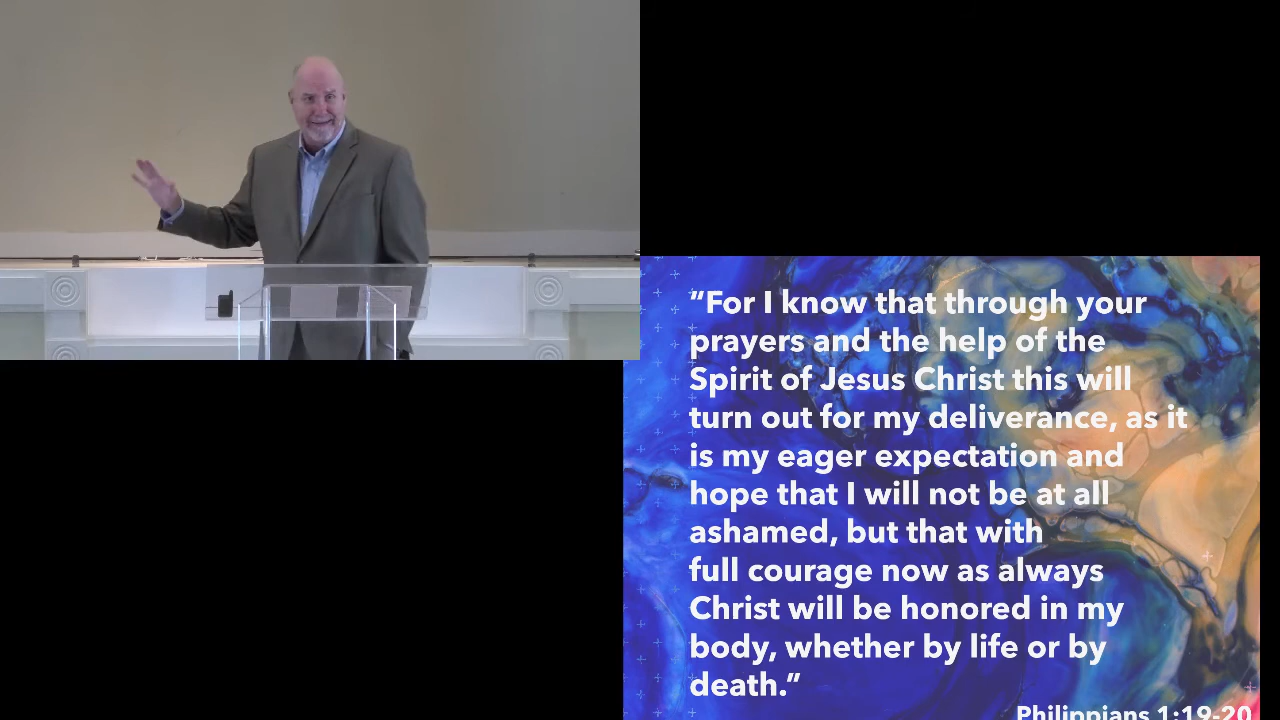 “For I know that through your
prayers and the help of the
Spirit of Jesus Christ this will
turn out for my deliverance, as it
is my eager expectation and
hope that I will not be at all
ashamed, but that with
full courage now as always
Christ will be honored in my
body, whether by life or by
death.”
Philippians 1:19-20